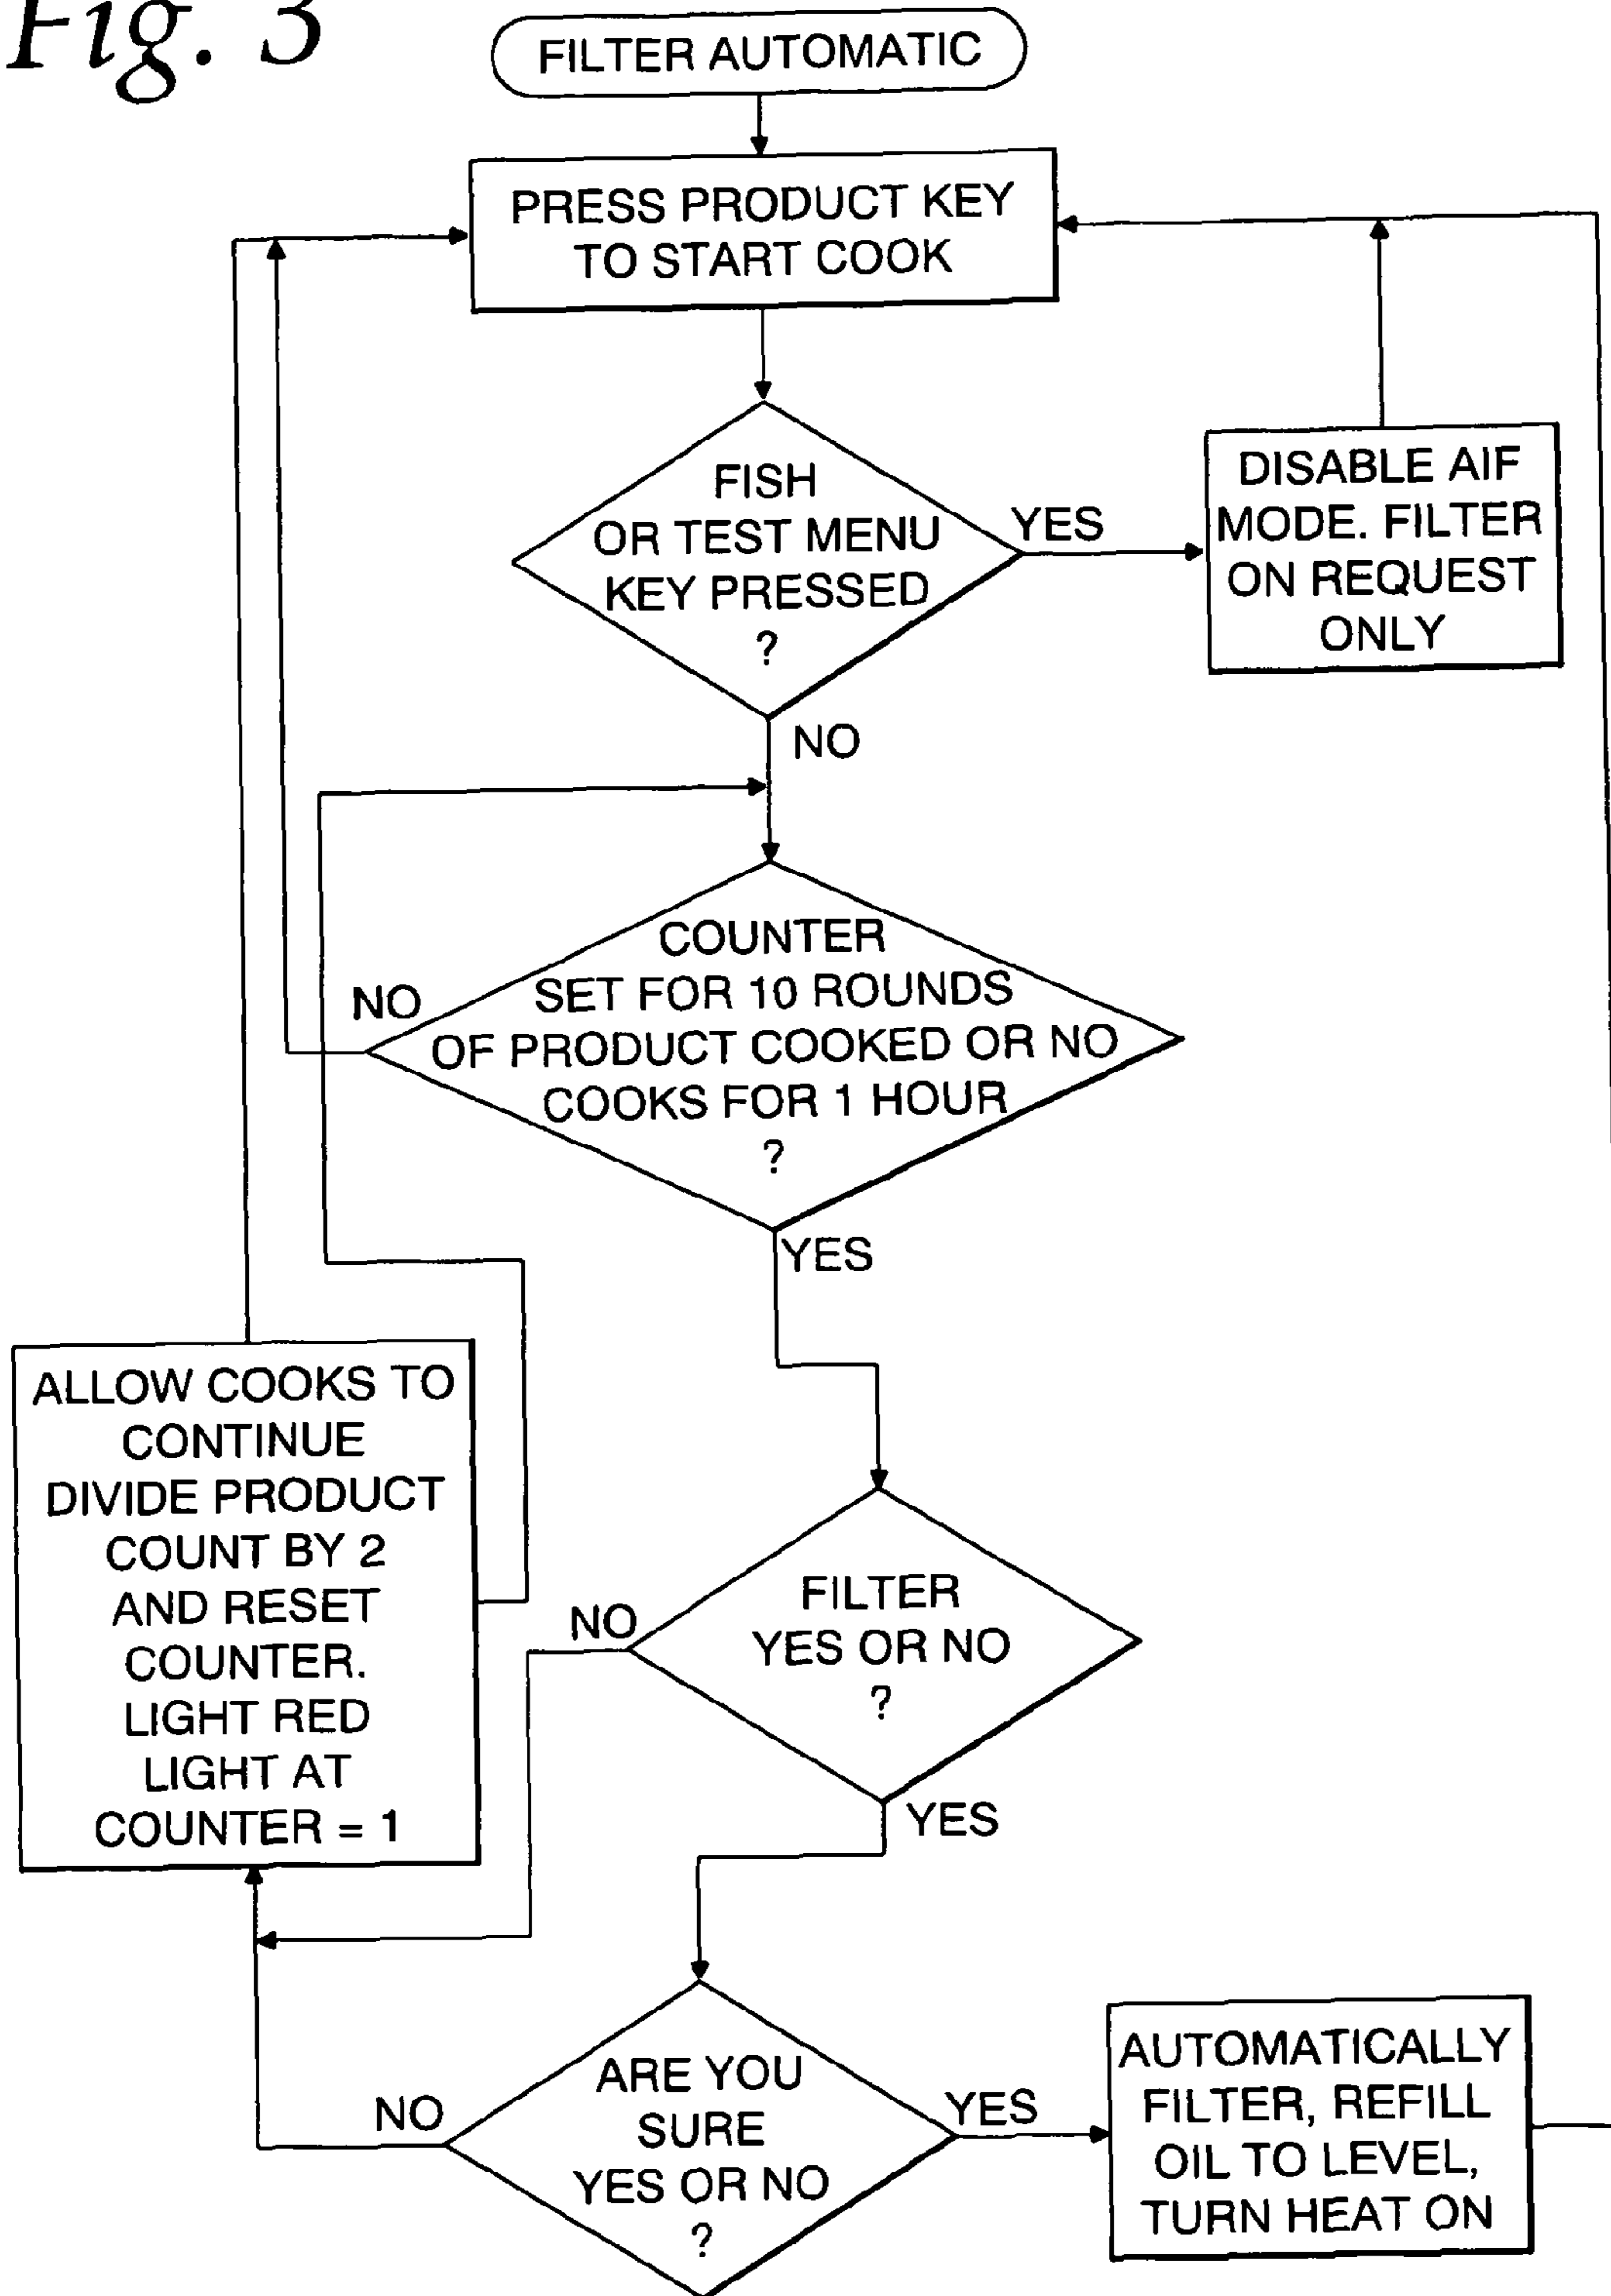 Fig. 3
FILTER AUTOMATIC
PRESS PRODUCT KEY
TO START COOK
FISH
OR TEST MENU
KEY PRESSED
?
YES
DISABLE AIF
MODE. FILTER
ON REQUEST
ONLY
NO
COUNTER
SET FOR 10 ROUNDS
OF PRODUCT COOKED OR NO
COOKS FOR 1 HOUR
?
NO
YES
ALLOW COOKS TO
CONTINUE
DIVIDE PRODUCT
COUNT BY 2
AND RESET
COUNTER.
LIGHT RED
LIGHT AT
COUNTER = 1
FILTER
YES OR NO
?
NO
YES
ARE YOU
SURE
YES OR NO
?
NO
YES
AUTOMATICALLY
FILTER, REFILL
OIL TO LEVEL,
TURN HEAT ON